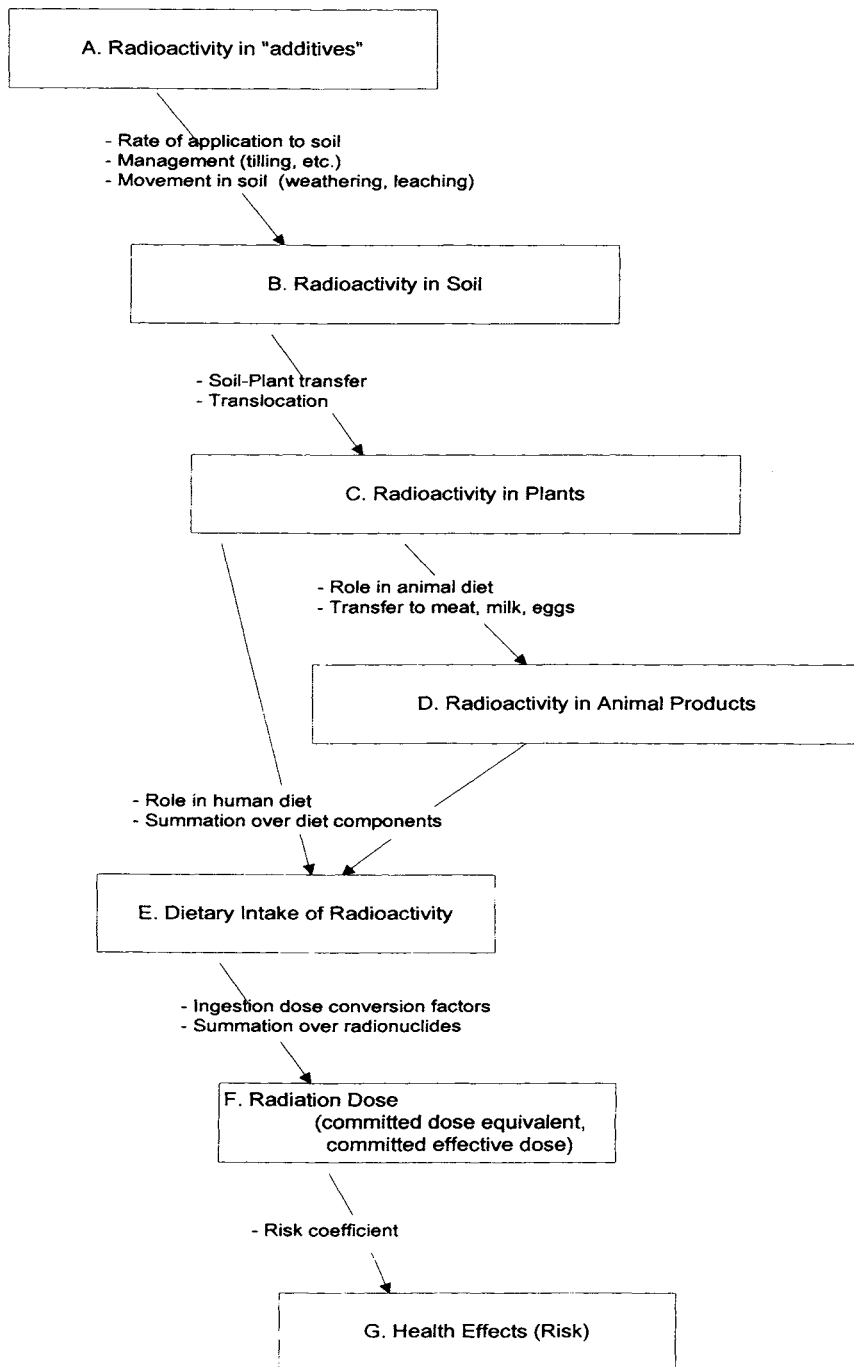 A. Radioactivity in "additives"
- Rate of application to soil
- Management (tilling, etc.)
- Movement in soil (weathering, leaching)
B. Radioactivity in Soil
- Soil-Plant transfer
- Translocation
C. Radioactivity in Plants
- Role in animal diet
- Transfer to meat, milk, eggs
D. Radioactivity in Animal Products
- Role in human diet
- Summation over diet components
E. Dietary Intake of Radioactivity
- Ingestion dose conversion factors
- Summation over radionuclides
F. Radiation Dose
(committed dose equivalent,
committed effective dose)
- Risk coefficient
G. Health Effects (Risk)